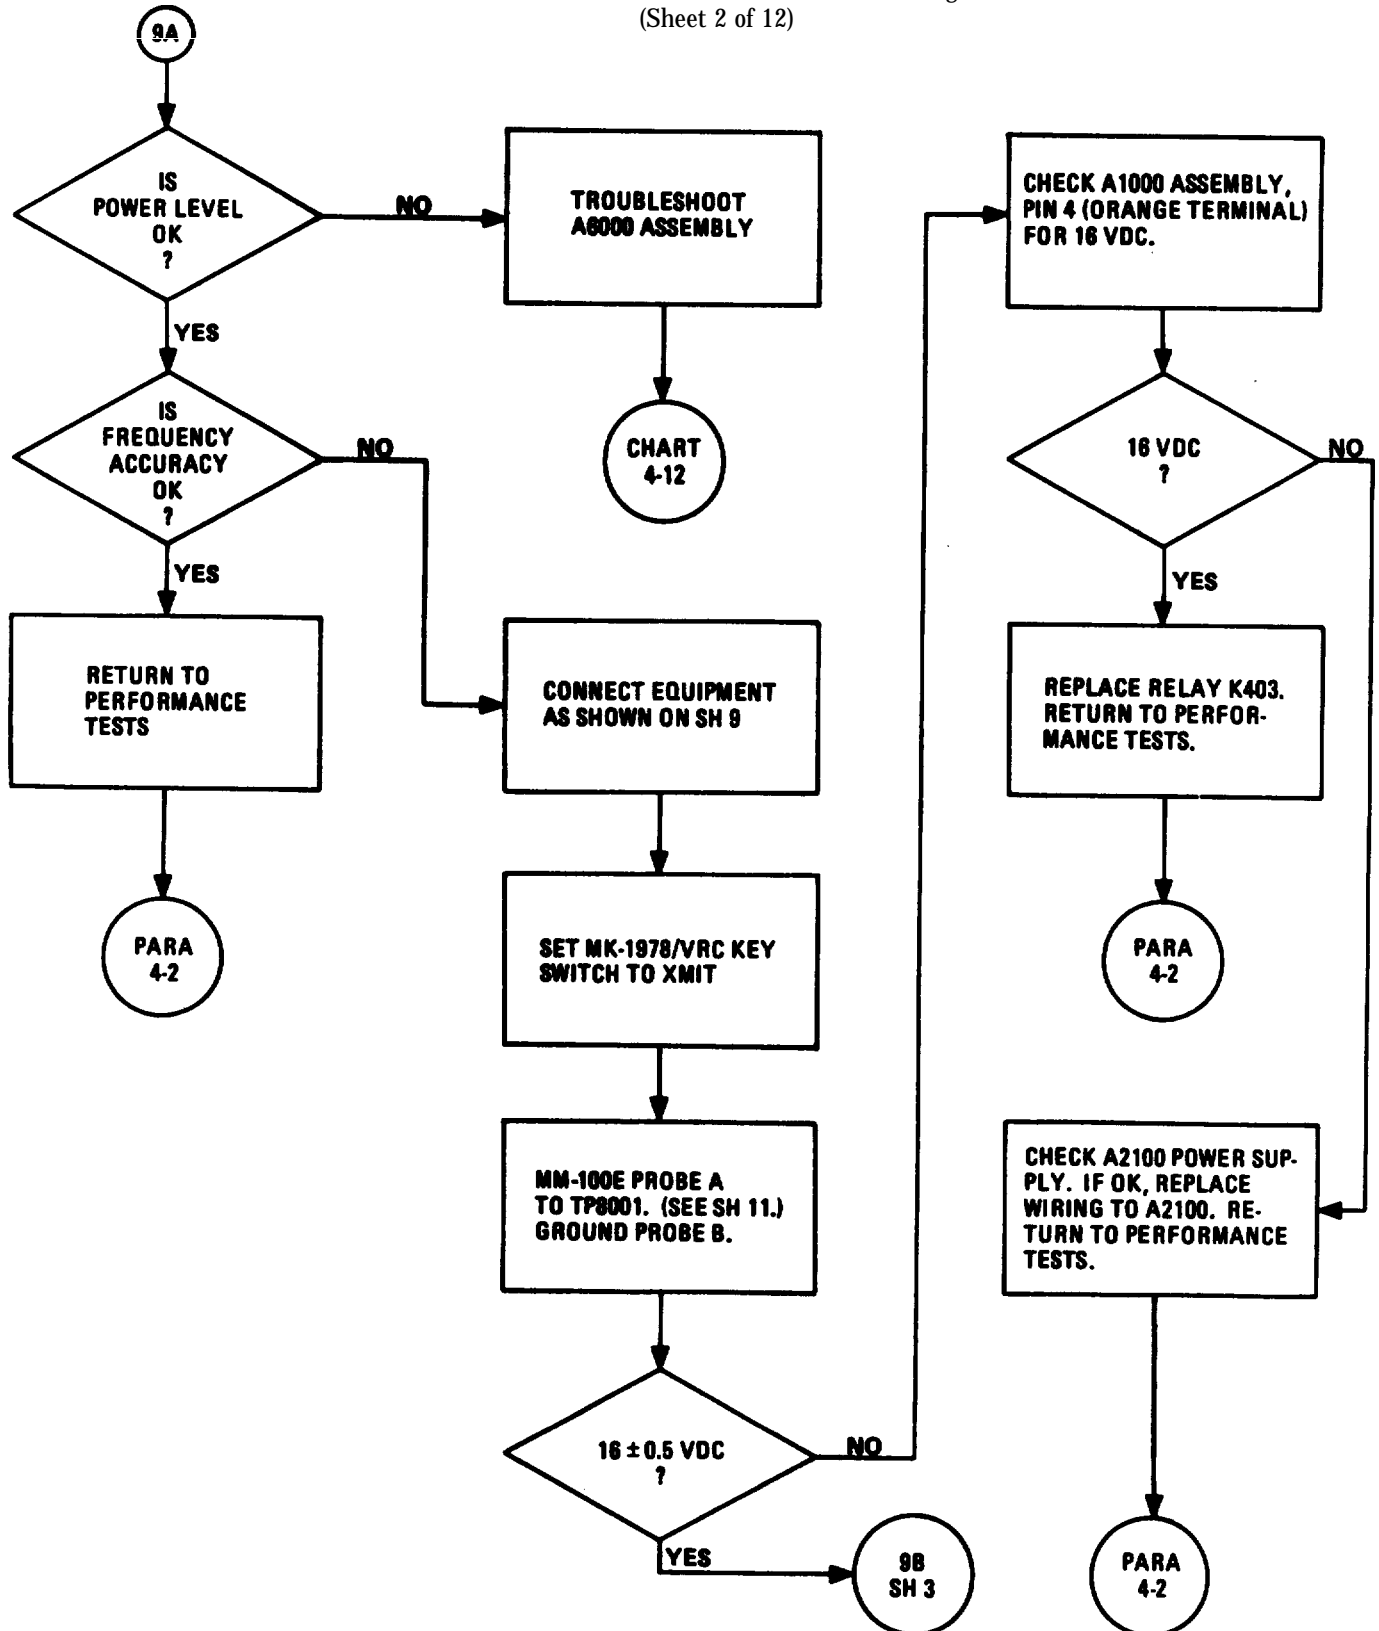 (Sheet 2 of 12)
9A
IS
POWER LEVEL
OK
?
NO
YES
TROUBLESHOOT
A6000 ASSEMBLY
CHART
4-12
IS
FREQUENCY
ACCURACY
OK
?
NO
YES
RETURN TO
PERFORMANCE
TESTS
PARA
4-2
CONNECT EQUIPMENT
AS SHOWN ON SH 9
SET MK-1978/VRC KEY
SWITCH TO XMIT
MM-100E PROBE A
TO TP8001. (SEE SH 11.)
GROUND PROBE B.
16 ± 0.5 VDC
?
NO
YES
9B
SH 3
CHECK A1000 ASSEMBLY,
PIN 4 (ORANGE TERMINAL)
FOR 16 VDC.
16 VDC
?
NO
YES
REPLACE RELAY K403.
RETURN TO PERFOR-
MANCE TESTS.
PARA
4-2
CHECK A2100 POWER SUP-
PLY. IF OK, REPLACE
WIRING TO A2100. RE-
TURN TO PERFORMANCE
TESTS.
PARA
4-2